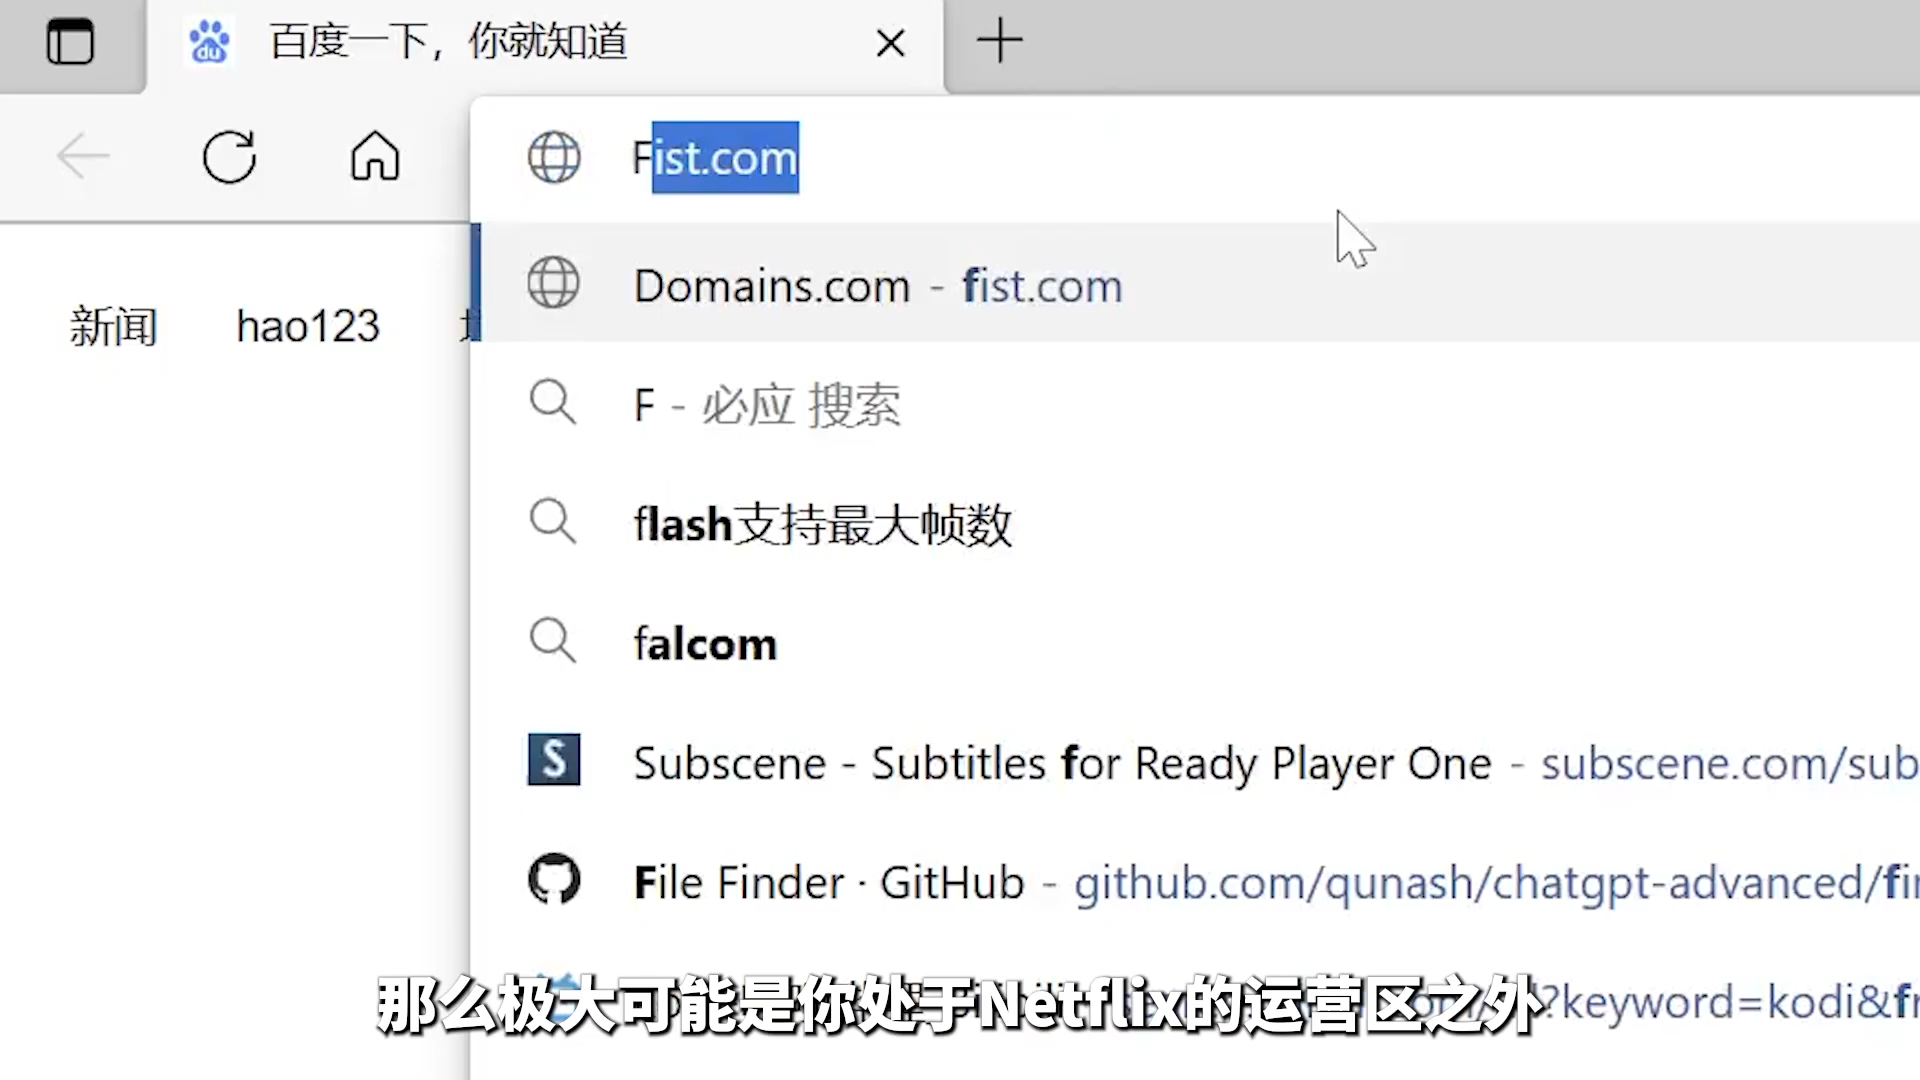 du 百度一下，你就知道
Fist.com
Domains.com - fist.com
新闻 hao123
F - 必应 搜索
flash支持最大帧数
falcom
S Subscene - Subtitles for Ready Player One - subscene.com/sub
File Finder · GitHub - github.com/qunash/chatgpt-advanced/fin
?keyword=kodi&fr
那么极大可能是你处于Netflix的运营区之外